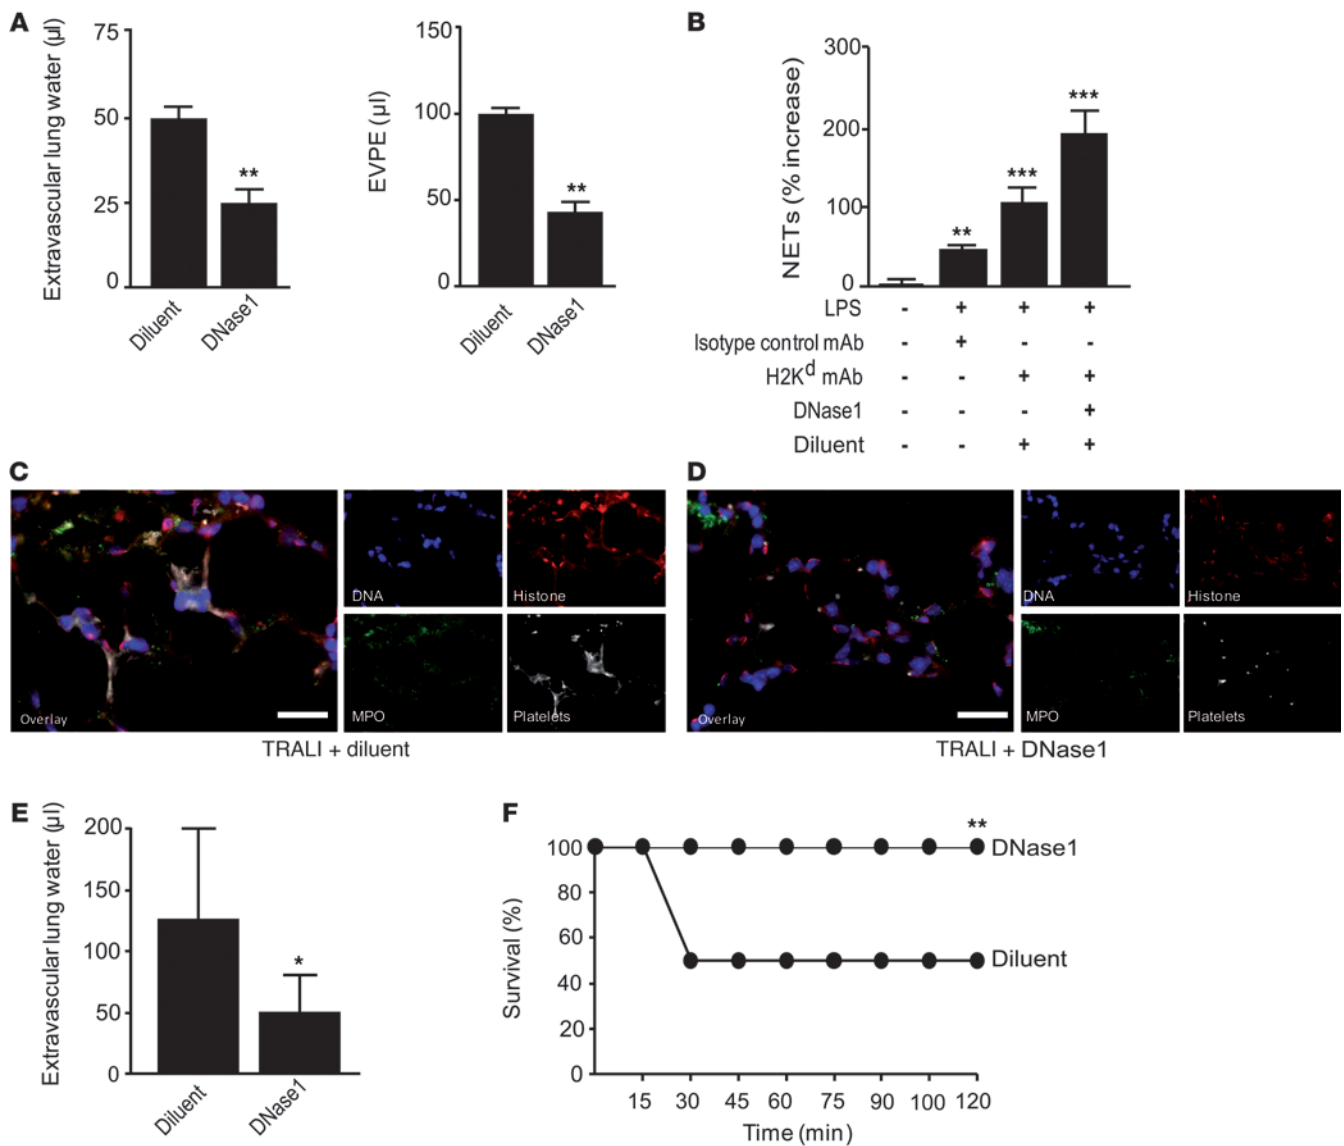 A
Extravascular lung water (µl)
75
50
25
0
Diluent
DNase1
**
EVPE (µl)
150
100
50
0
Diluent
DNase1
**
B
NETs (% increase)
300
200
100
0
**
***
***
LPS - + + +
Isotype control mAb - + - -
H2Kd mAb - - + +
DNase1 - - - +
Diluent - - + +
C
Overlay
DNA
Histone
MPO
Platelets
TRALI + diluent
D
Overlay
DNA
Histone
MPO
Platelets
TRALI + DNase1
E
Extravascular lung water (µl)
200
150
100
50
0
Diluent
DNase1
*
F
Survival (%)
100
80
60
40
20
0
**
DNase1
Diluent
15 30 45 60 75 90 100 120
Time (min)